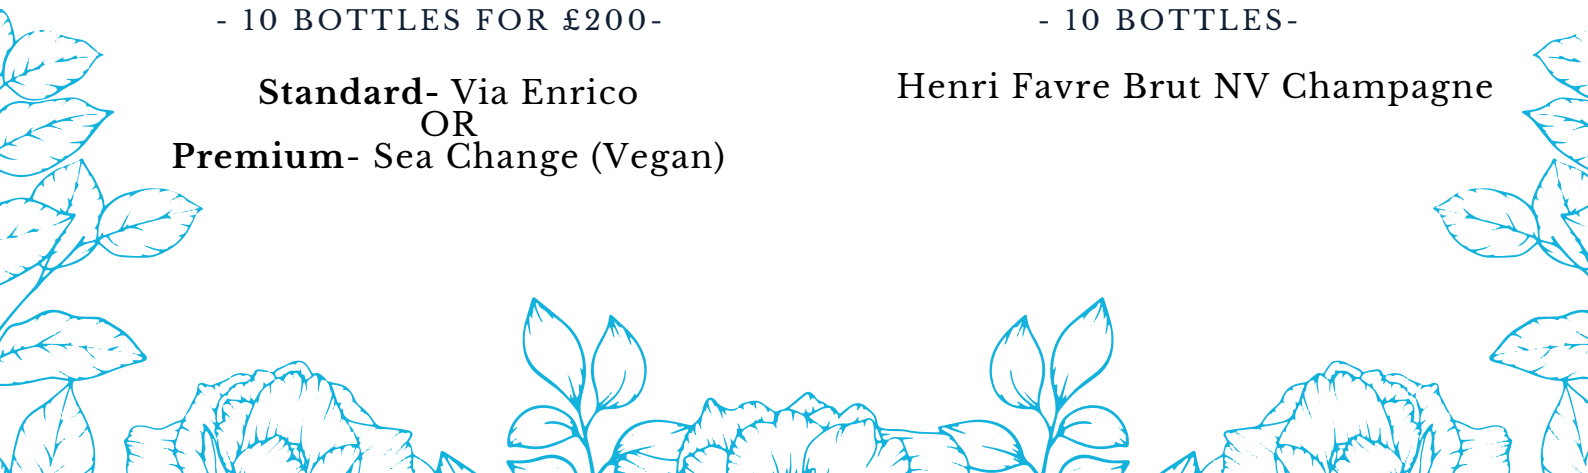 - 10 BOTTLES FOR £200-
Standard- Via Enrico
OR
Premium- Sea Change (Vegan)
- 10 BOTTLES-
Henri Favre Brut NV Champagne